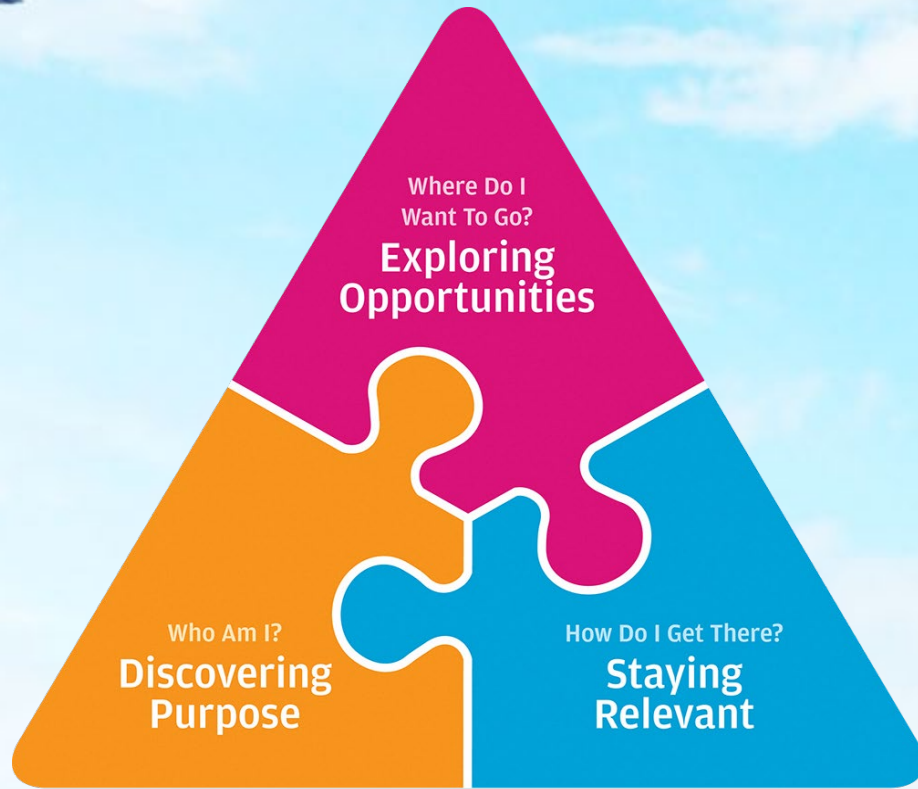 Where Do I
Want To Go?
Exploring
Opportunities
Who Am I?
Discovering
Purpose
How Do I Get There?
Staying
Relevant